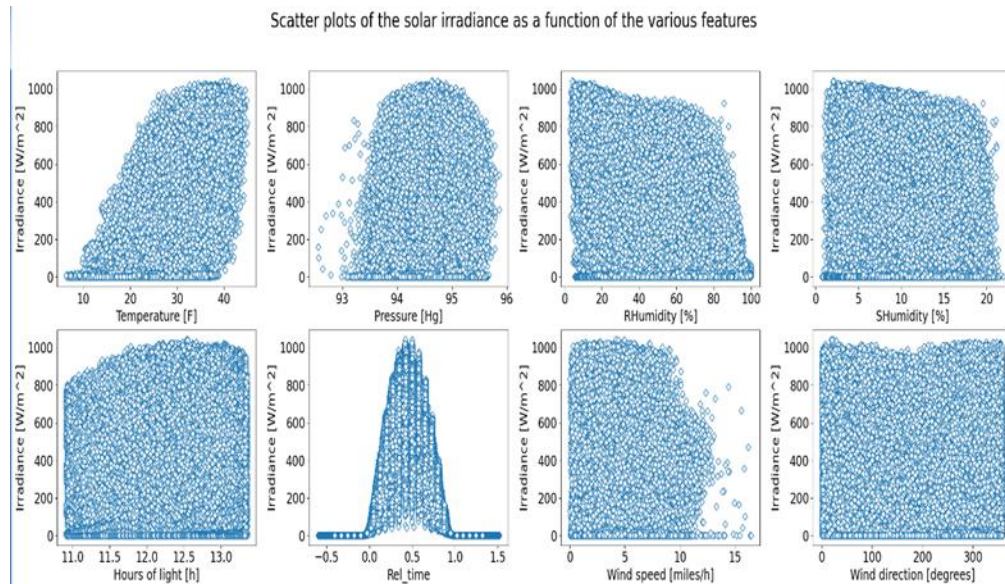 Scatter plots of the solar irradiance as a function of the various features
Irradiance [W/m^2]
1000
800
600
400
200
0
10 20 30 40
Temperature [F]
Irradiance [W/m^2]
1000
800
600
400
200
0
93 94 95 96
Pressure [Hg]
Irradiance [W/m^2]
1000
800
600
400
200
0
0 20 40 60 80 100
RHumidity [%]
Irradiance [W/m^2]
1000
800
600
400
200
0
0 5 10 15 20
SHumidity [%]
Irradiance [W/m^2]
1000
800
600
400
200
0
11.0 11.5 12.0 12.5 13.0
Hours of light [h]
Irradiance [W/m^2]
1000
800
600
400
200
0
−0.5 0.0 0.5 1.0 1.5
Rel_time
Irradiance [W/m^2]
1000
800
600
400
200
0
0 5 10 15
Wind speed [miles/h]
Irradiance [W/m^2]
1000
800
600
400
200
0
0 100 200 300
Wind direction [degrees]